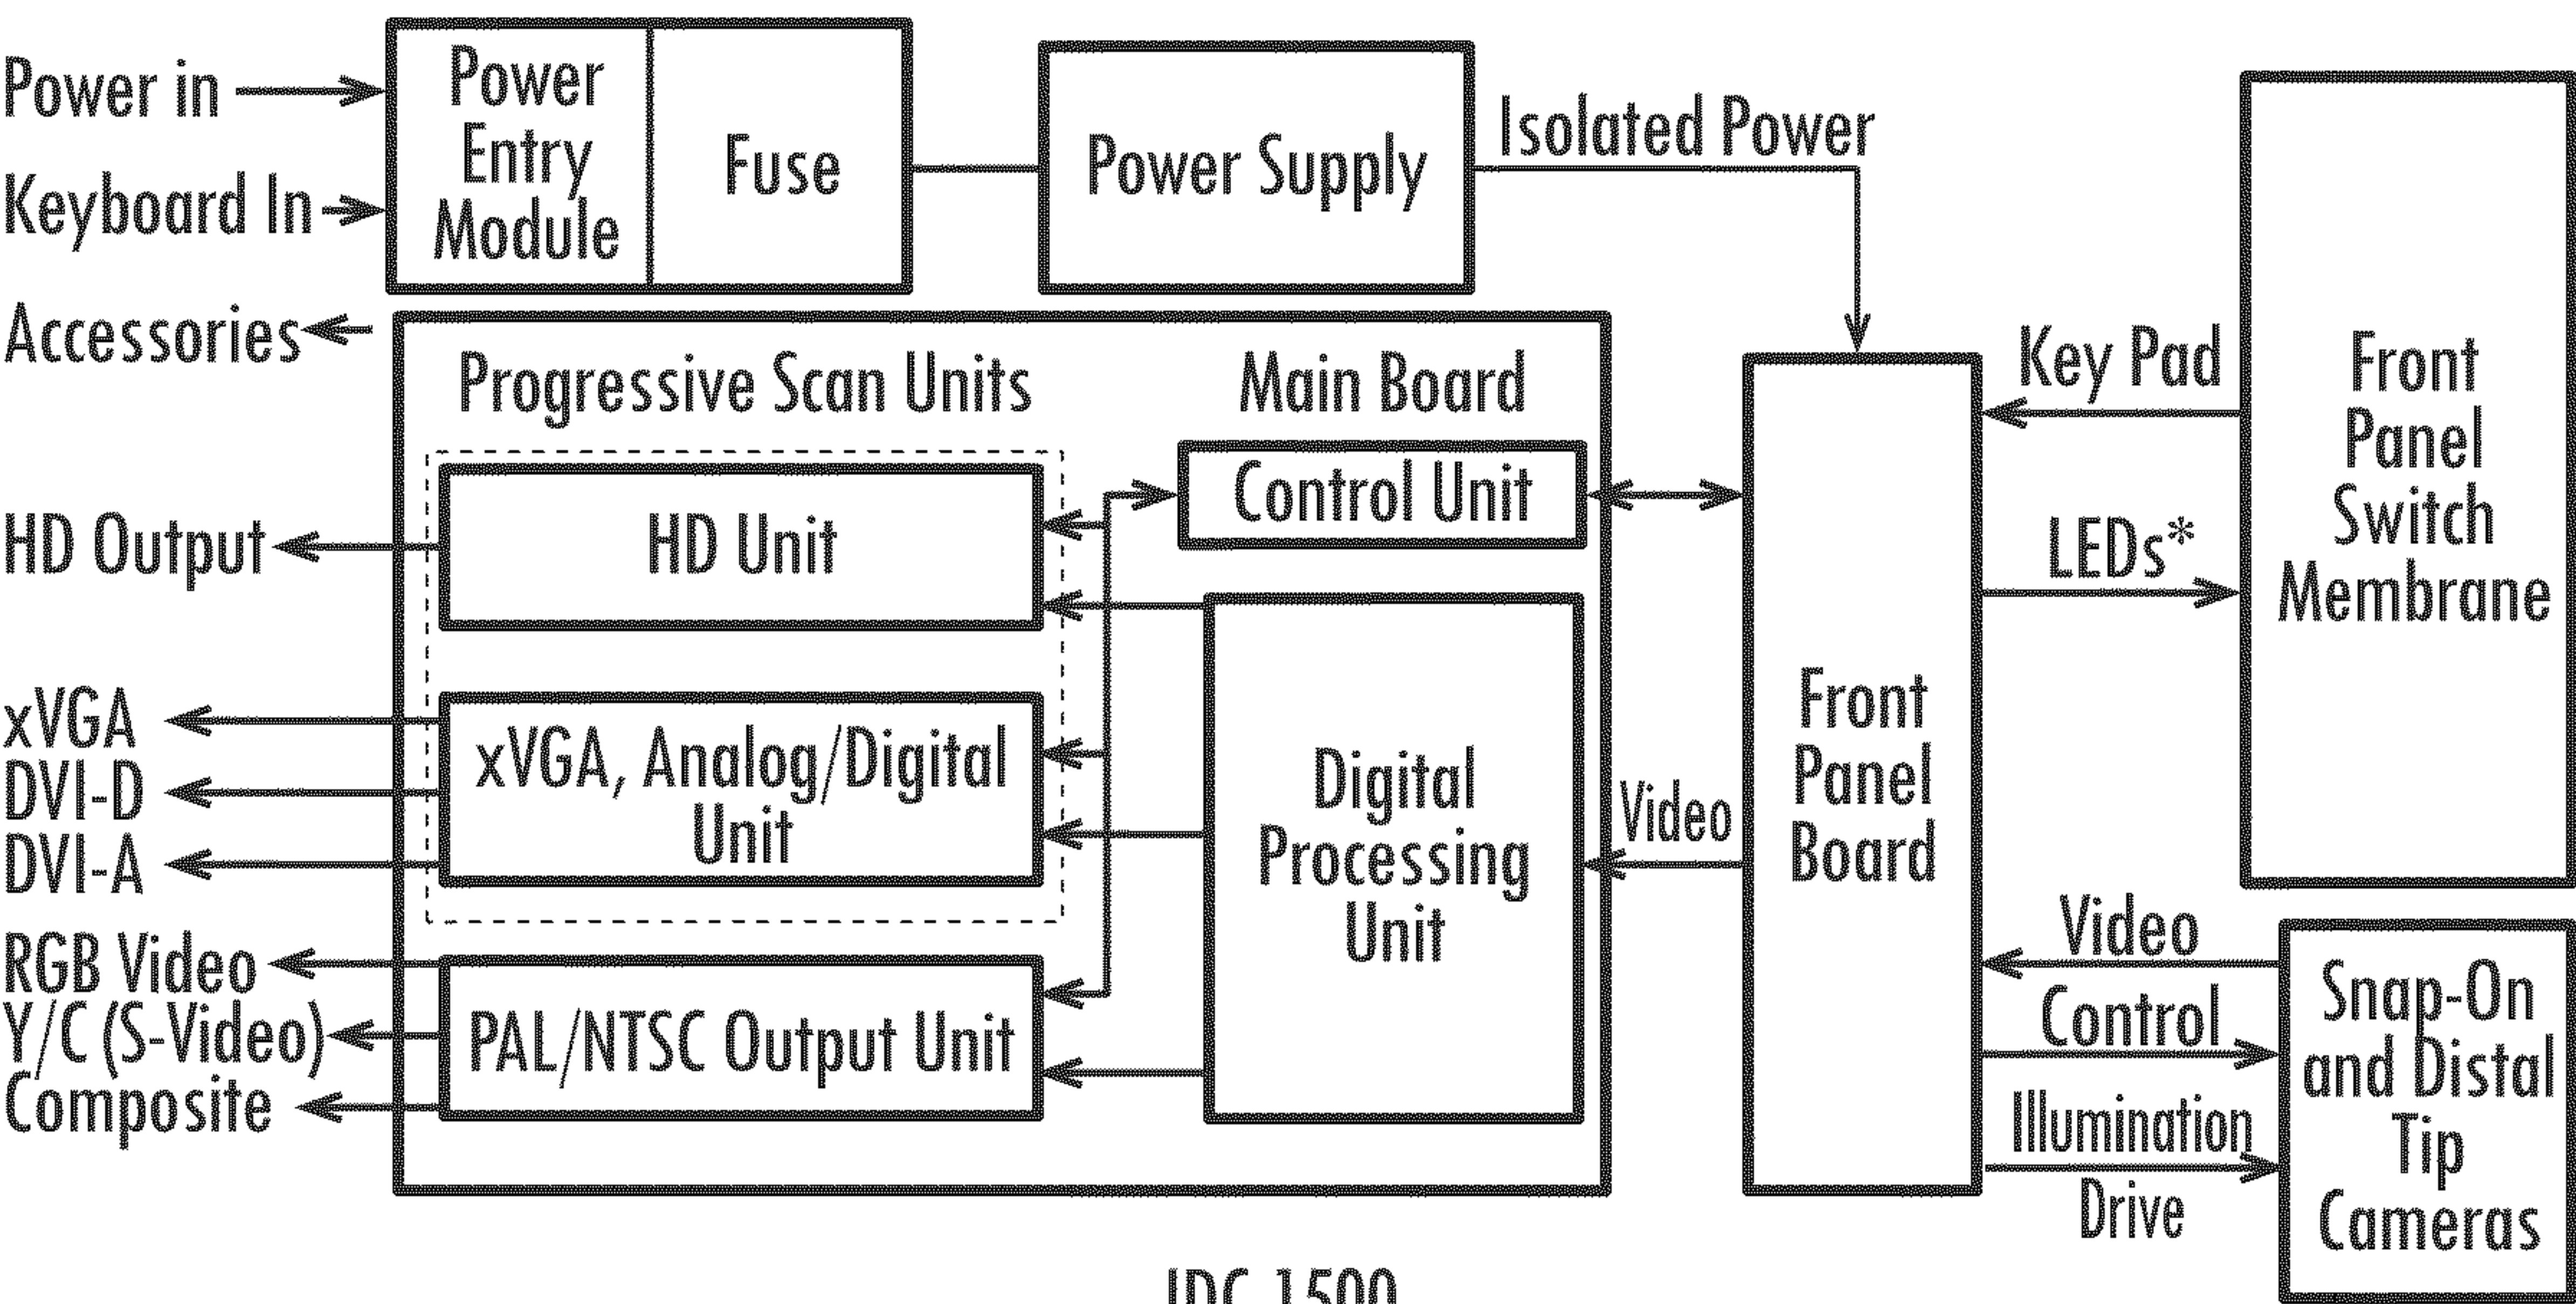 Power in
Keyboard In
Accessories
HD Output
xVGA
DVI-D
DVI-A
RGB Video
Y/C (S-Video)
Composite
Power
Entry
Module
Fuse
Power Supply
Isolated Power
Progressive Scan Units
Main Board
HD Unit
Control Unit
xVGA, Analog/Digital
Unit
PAL/NTSC Output Unit
Digital
Processing
Unit
Video
Front
Panel
Board
Key Pad
LEDs*
Front
Panel
Switch
Membrane
Video
Control
Illumination
Drive
Snap-On
and Distal
Tip
Cameras
1500